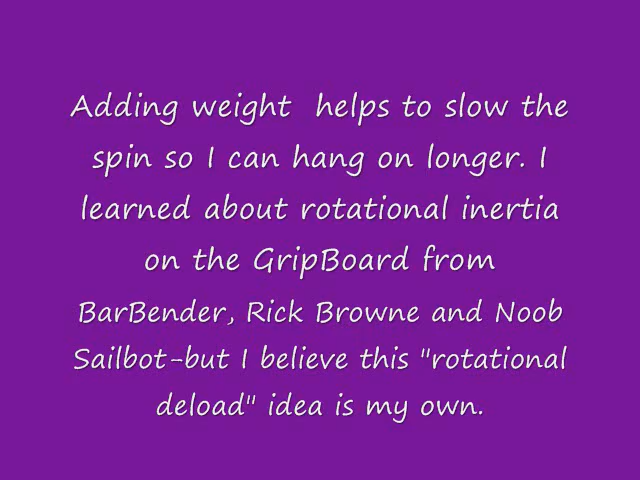 Adding weight  helps to slow the
spin so I can hang on longer. I
learned about rotational inertia
on the GripBoard from
BarBender, Rick Browne and Noob
Sailbot-but I believe this "rotational
deload" idea is my own.